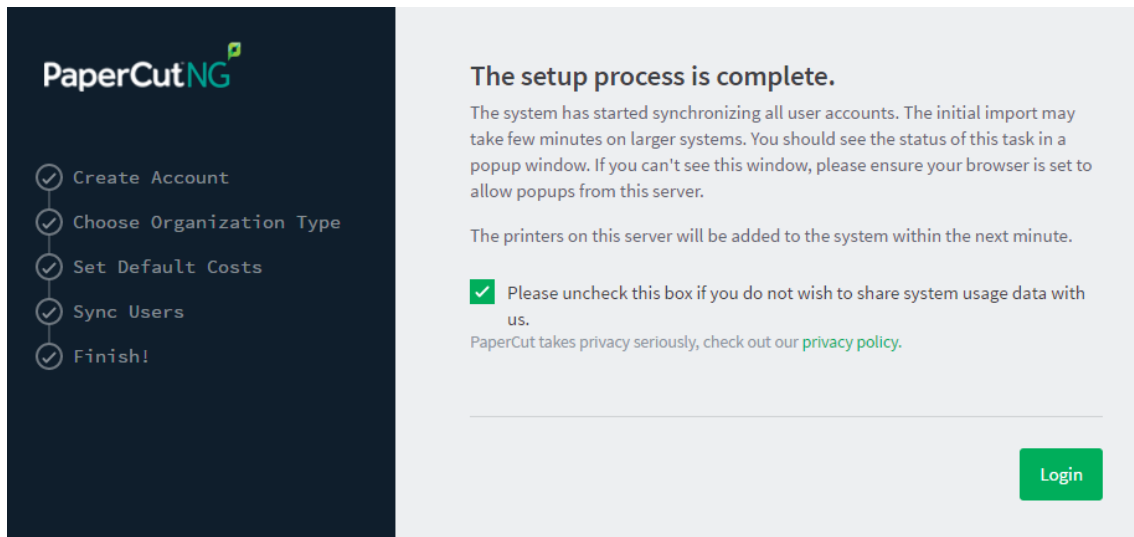 PaperCut NG
Create Account
Choose Organization Type
Set Default Costs
Sync Users
Finish!
The setup process is complete.
The system has started synchronizing all user accounts. The initial import may
take few minutes on larger systems. You should see the status of this task in a
popup window. If you can't see this window, please ensure your browser is set to
allow popups from this server.
The printers on this server will be added to the system within the next minute.
Please uncheck this box if you do not wish to share system usage data with
us.
PaperCut takes privacy seriously, check out our privacy policy.
Login